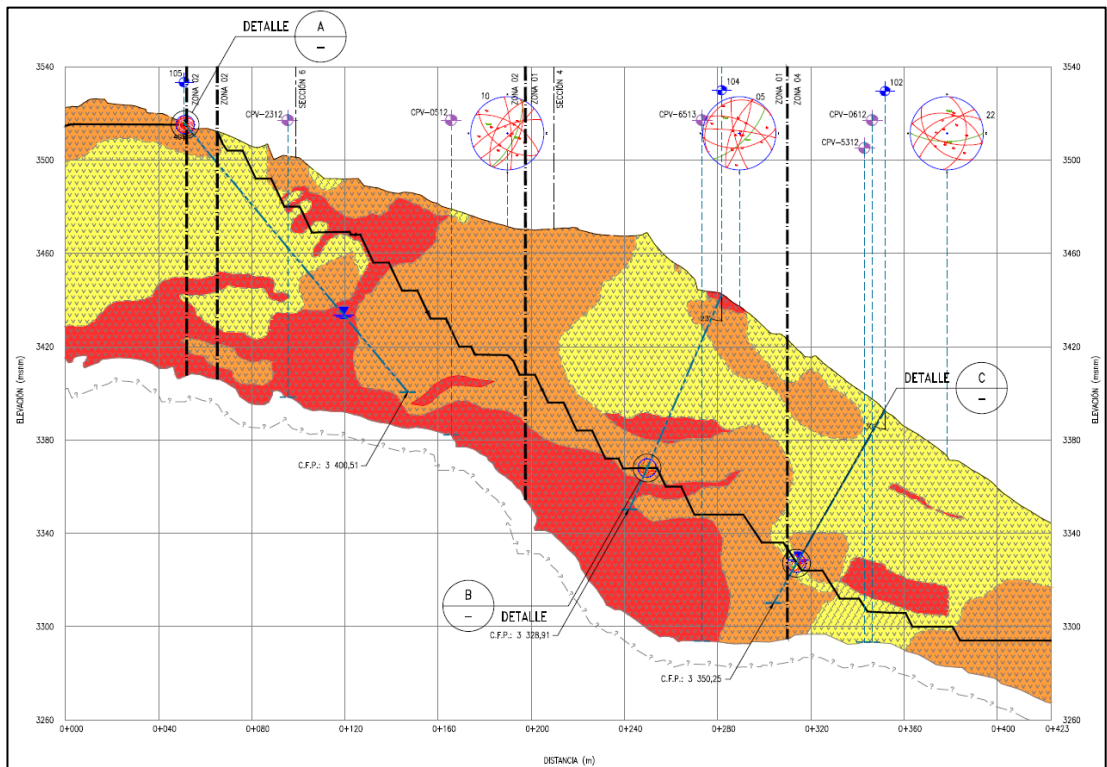 DETALLE
A
–
3540
3540
105
ZONA 02
ZONA 02
SECCIÓN 6
CPV-2312
CPV-0512
10
ZONA 02
ZONA 01
SECCIÓN 4
CPV-6513
104
05
ZONA 01
ZONA 04
102
CPV-0612
CPV-5312
22
3500
3500
3460
3460
23°
3420
3420
DETALLE
C
–
ELEVACIÓN (msnm)
ELEVACIÓN (msnm)
3380
3380
30°
C.F.P.: 3 400,51
3340
3340
B
–
DETALLE
C.F.P.: 3 328,91
3300
3300
C.F.P.: 3 350,25
3260
3260
0+000
0+040
0+080
0+120
0+160
0+200
0+240
0+280
0+320
0+360
0+400
0+423
DISTANCIA (m)